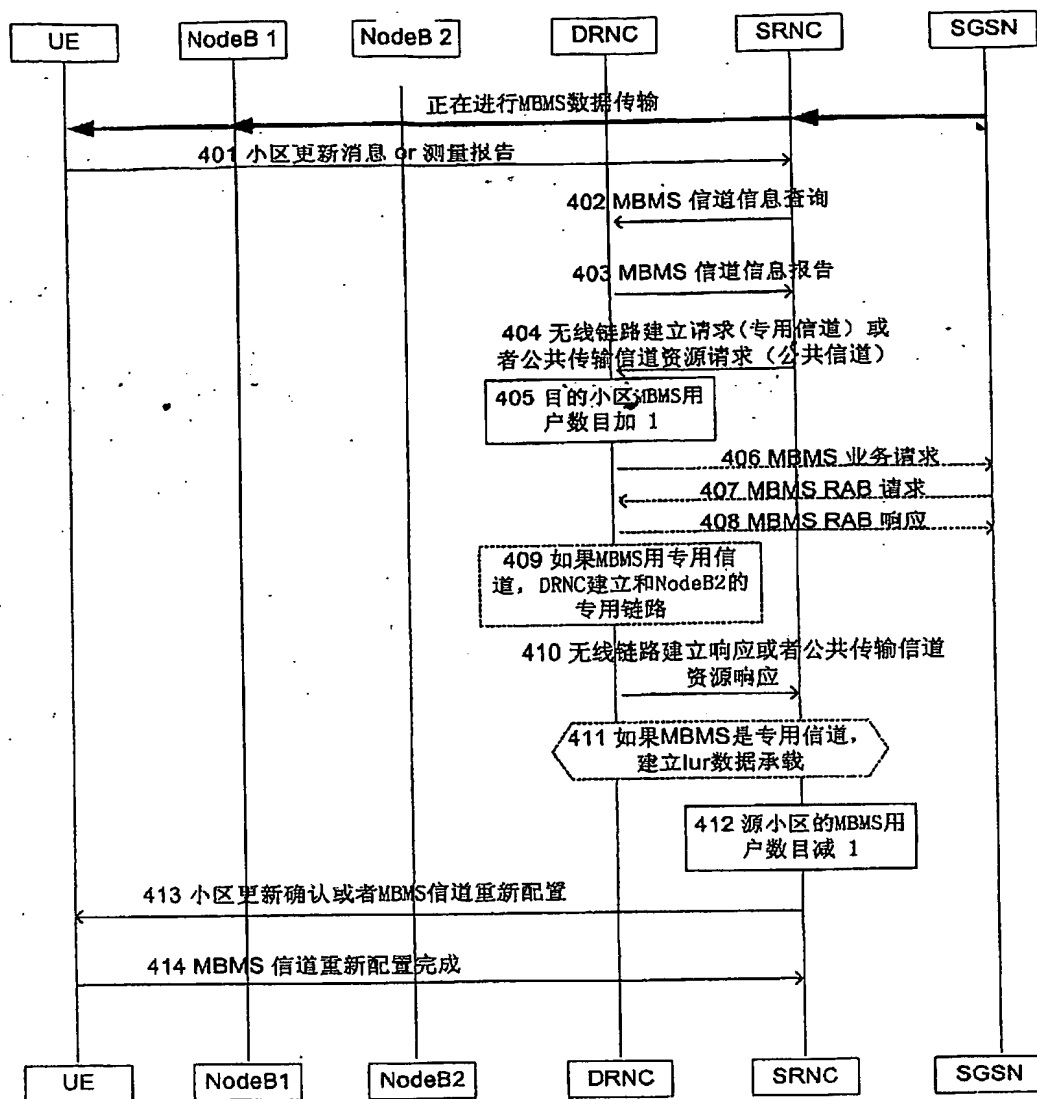 UE
NodeB 1
NodeB 2
DRNC
SRNC
SGSN
正在进行MBMS数据传输
401 小区更新消息 or 测量报告
402 MBMS 信道信息查询
403 MBMS 信道信息报告
404 无线链路建立请求(专用信道)或
者公共传输信道资源请求(公共信道)
405 目的小区MBMS用
户数目加 1
406 MBMS 业务请求
407 MBMS RAB 请求
408 MBMS RAB 响应
409 如果MBMS用专用信
道, DRNC建立和NodeB2的
专用链路
410 无线链路建立响应或者公共传输信道
资源响应
411 如果MBMS是专用信道,
建立Iur数据承载
412 源小区的MBMS用
户数目减 1
413 小区更新确认或者MBMS信道重新配置
414 MBMS 信道重新配置完成
UE
NodeB1
NodeB2
DRNC
SRNC
SGSN